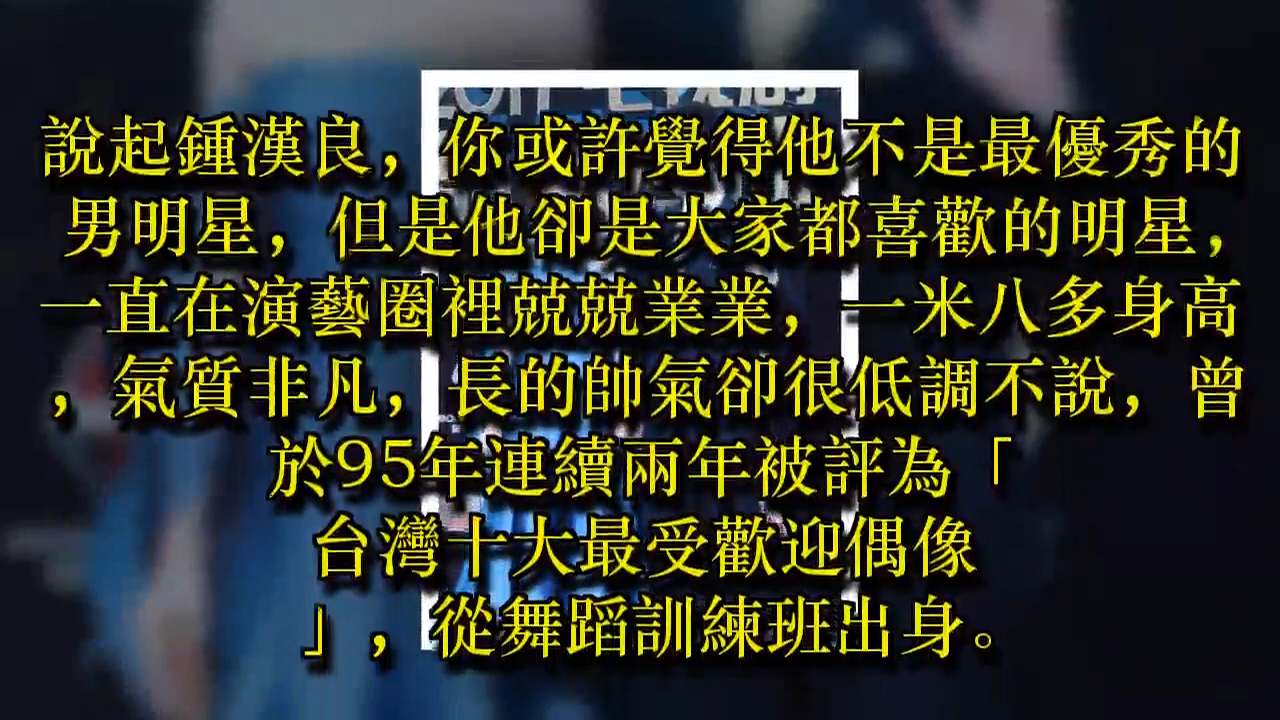 2017
說起鍾漢良，你或許覺得他不是最優秀的
男明星，但是他卻是大家都喜歡的明星，
一直在演藝圈裡兢兢業業，一米八多身高
，氣質非凡，長的帥氣卻很低調不說，曾
於95年連續兩年被評為「
台灣十大最受歡迎偶像
」，從舞蹈訓練班出身。